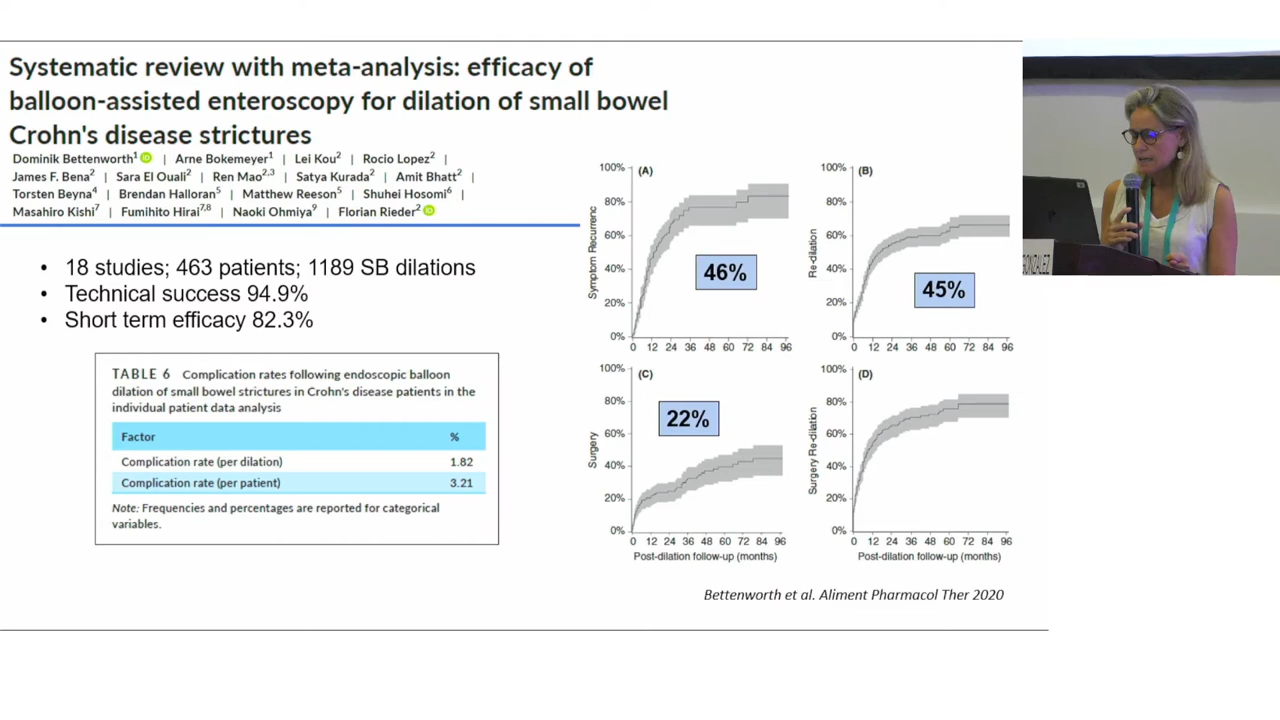 Systematic review with meta-analysis: efficacy of
balloon-assisted enteroscopy for dilation of small bowel
Crohn's disease strictures
Dominik Bettenworth1 iD | Arne Bokemeyer1 | Lei Kou2 | Rocio Lopez2 |
James F. Bena2 | Sara El Ouali2 | Ren Mao2,3 | Satya Kurada2 | Amit Bhatt2 |
Torsten Beyna4 | Brendan Halloran5 | Matthew Reeson5 | Shuhei Hosomi6 |
Masahiro Kishi7 | Fumihito Hirai7,8 | Naoki Ohmiya9 | Florian Rieder2 iD
• 18 studies; 463 patients; 1189 SB dilations
• Technical success 94.9%
• Short term efficacy 82.3%
TABLE 6 Complication rates following endoscopic balloon
dilation of small bowel strictures in Crohn's disease patients in the
individual patient data analysis
Factor %
Complication rate (per dilation) 1.82
Complication rate (per patient) 3.21
Note: Frequencies and percentages are reported for categorical
variables.
(A)
Symptom Recurrenc
100%
80%
60%
40%
20%
0%
0 12 24 36 48 60 72 84 96
46%
(B)
Re-dilation
100%
80%
60%
40%
20%
0%
0 12 24 36 48 60 72 84 96
45%
(C)
Surgery
100%
80%
60%
40%
20%
0%
0 12 24 36 48 60 72 84 96
Post-dilation follow-up (months)
22%
(D)
Surgery Re-dilation
100%
80%
60%
40%
20%
0%
0 12 24 36 48 60 72 84 96
Post-dilation follow-up (months)
Bettenworth et al. Aliment Pharmacol Ther 2020
GONZALEZ